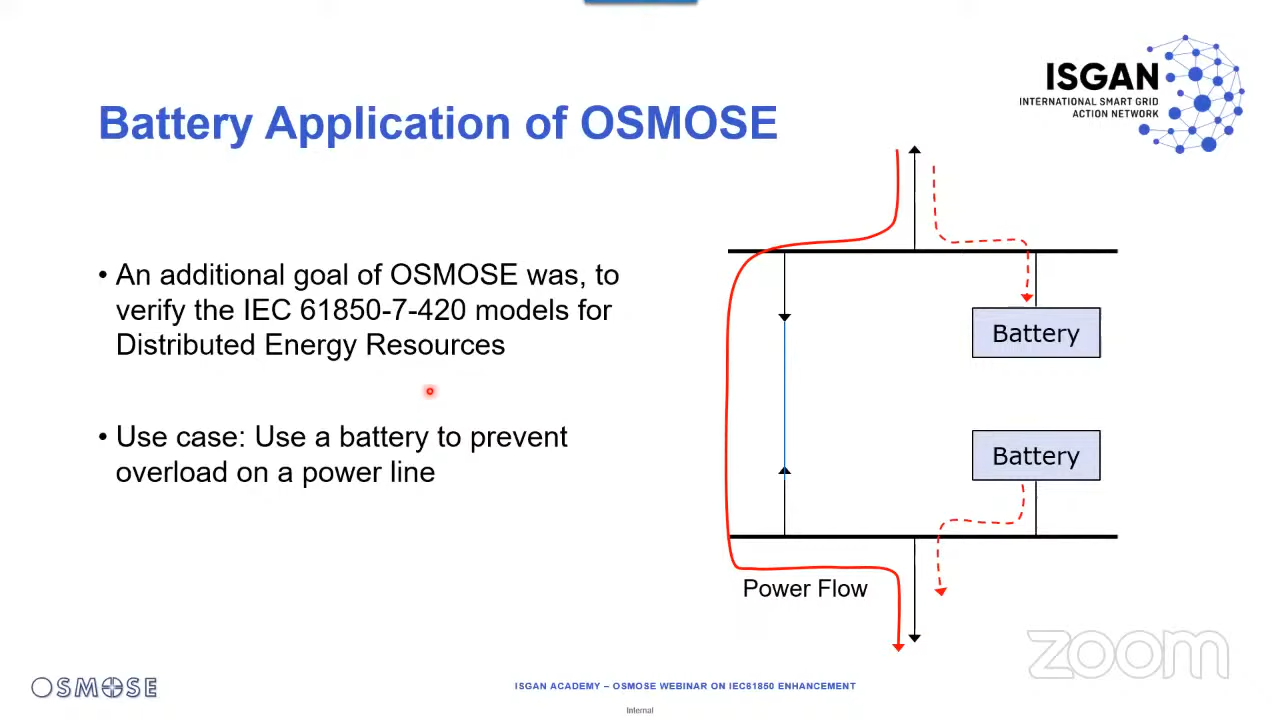 ISGAN
INTERNATIONAL SMART GRID
ACTION NETWORK
Battery Application of OSMOSE
• An additional goal of OSMOSE was, to
verify the IEC 61850-7-420 models for
Distributed Energy Resources
• Use case: Use a battery to prevent
overload on a power line
Battery
Battery
Power Flow
zoom
OSMOSE
ISGAN ACADEMY – OSMOSE WEBINAR ON IEC61850 ENHANCEMENT
Internal